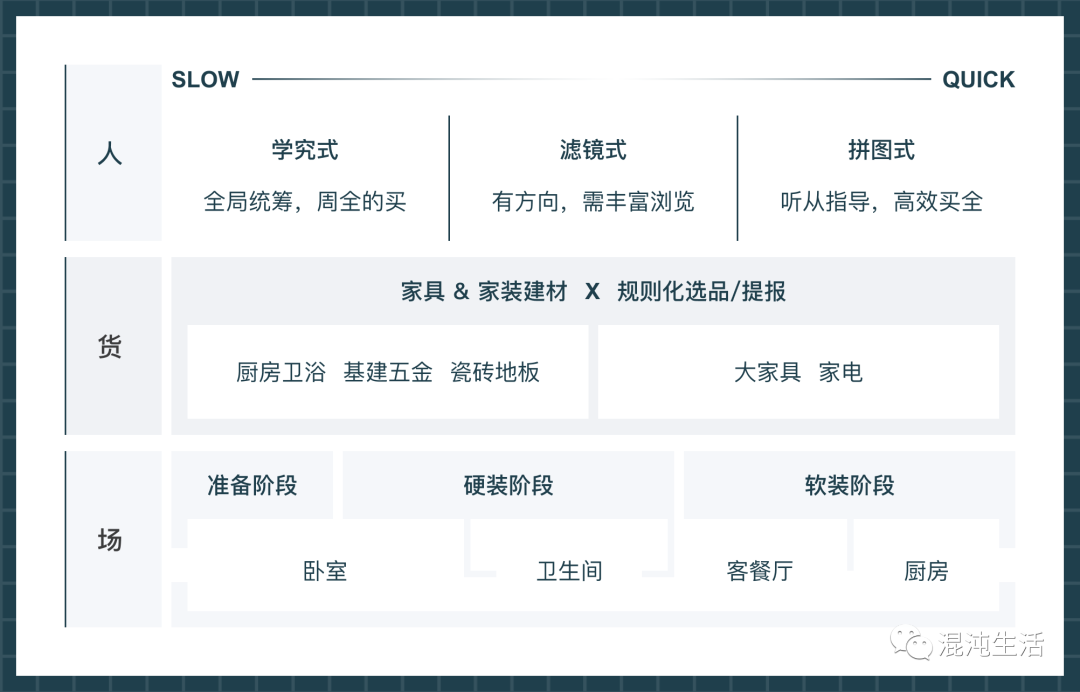 SLOW QUICK
人
学究式 滤镜式 拼图式
全局统筹，周全的买 有方向，需丰富浏览 听从指导，高效买全
家具 & 家装建材 X 规则化选品/提报
货
厨房卫浴 基建五金 瓷砖地板 大家具 家电
准备阶段 硬装阶段 软装阶段
场
卧室 卫生间 客餐厅 厨房
混沌生活